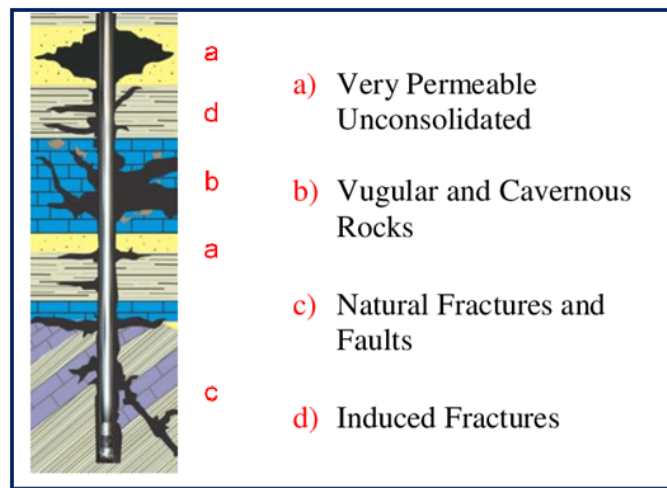 a
d
b
a
c
a) Very Permeable
Unconsolidated
b) Vugular and Cavernous
Rocks
c) Natural Fractures and
Faults
d) Induced Fractures